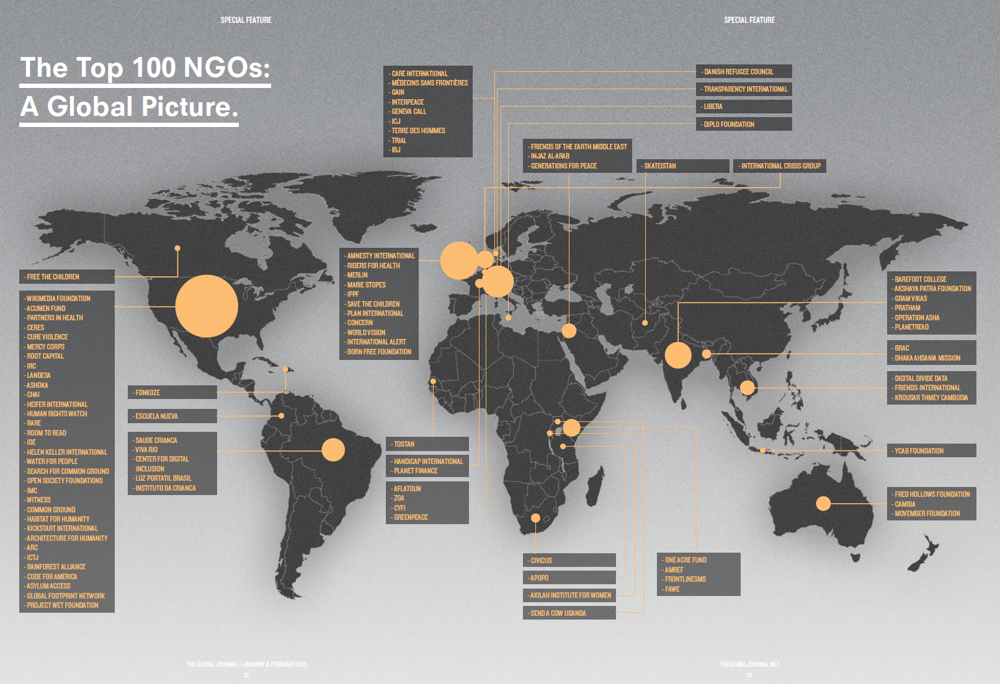 SPECIAL FEATURE
SPECIAL FEATURE
The Top 100 NGOs:
A Global Picture.
- CARE INTERNATIONAL
- MÉDECINS SANS FRONTIÈRES
- GAIN
- INTERPEACE
- GENEVA CALL
- ICJ
- TERRE DES HOMMES
- TRIAL
- IBJ
- DANISH REFUGEE COUNCIL
- TRANSPARENCY INTERNATIONAL
- LIBERA
- DIPLO FOUNDATION
- FRIENDS OF THE EARTH MIDDLE EAST
- INJAZ AL-ARAB
- GENERATIONS FOR PEACE
- SKATEISTAN
- INTERNATIONAL CRISIS GROUP
- FREE THE CHILDREN
- WIKIMEDIA FOUNDATION
- ACUMEN FUND
- PARTNERS IN HEALTH
- CERES
- CURE VIOLENCE
- MERCY CORPS
- ROOT CAPITAL
- IRC
- LANDESA
- ASHOKA
- CHAI
- HEIFER INTERNATIONAL
- HUMAN RIGHTS WATCH
- RARE
- ROOM TO READ
- IDE
- HELEN KELLER INTERNATIONAL
- WATER FOR PEOPLE
- SEARCH FOR COMMON GROUND
- OPEN SOCIETY FOUNDATIONS
- IMC
- WITNESS
- COMMON GROUND
- HABITAT FOR HUMANITY
- KICKSTART INTERNATIONAL
- ARCHITECTURE FOR HUMANITY
- ARC
- ICTJ
- RAINFOREST ALLIANCE
- CODE FOR AMERICA
- ASYLUM ACCESS
- GLOBAL FOOTPRINT NETWORK
- PROJECT WET FOUNDATION
- FONKOZE
- ESCUELA NUEVA
- SAUDE CRIANCA
- VIVA RIO
- CENTER FOR DIGITAL
INCLUSION
- LUZ PORTATIL BRASIL
- INSTITUTO DA CRIANCA
- AMNESTY INTERNATIONAL
- RIDERS FOR HEALTH
- MERLIN
- MARIE STOPES
- IPPF
- SAVE THE CHILDREN
- PLAN INTERNATIONAL
- CONCERN
- WORLD VISION
- INTERNATIONAL ALERT
- BORN FREE FOUNDATION
- TOSTAN
- HANDICAP INTERNATIONAL
- PLANET FINANCE
- AFLATOUN
- ZOA
- CYFI
- GREENPEACE
- CIVICUS
- APOPO
- AKILAH INSTITUTE FOR WOMEN
- SEND A COW UGANDA
- ONE ACRE FUND
- AMREF
- FRONTLINESMS
- FAWE
- BAREFOOT COLLEGE
- AKSHAYA PATRA FOUNDATION
- GRAM VIKAS
- PRATHAM
- OPERATION ASHA
- PLANETREAD
- BRAC
- DHAKA AHSANIA MISSION
- DIGITAL DIVIDE DATA
- FRIENDS-INTERNATIONAL
- KROUSAR THMEY CAMBODIA
- YCAB FOUNDATION
- FRED HOLLOWS FOUNDATION
- CAMBIA
- MOVEMBER FOUNDATION
THE GLOBAL JOURNAL • JANUARY & FEBRUARY 2013
52
THEGLOBALJOURNAL.NET
53